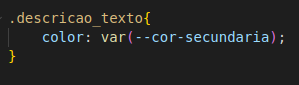 .descricao_texto{
    color: var(--cor-secundaria);
}